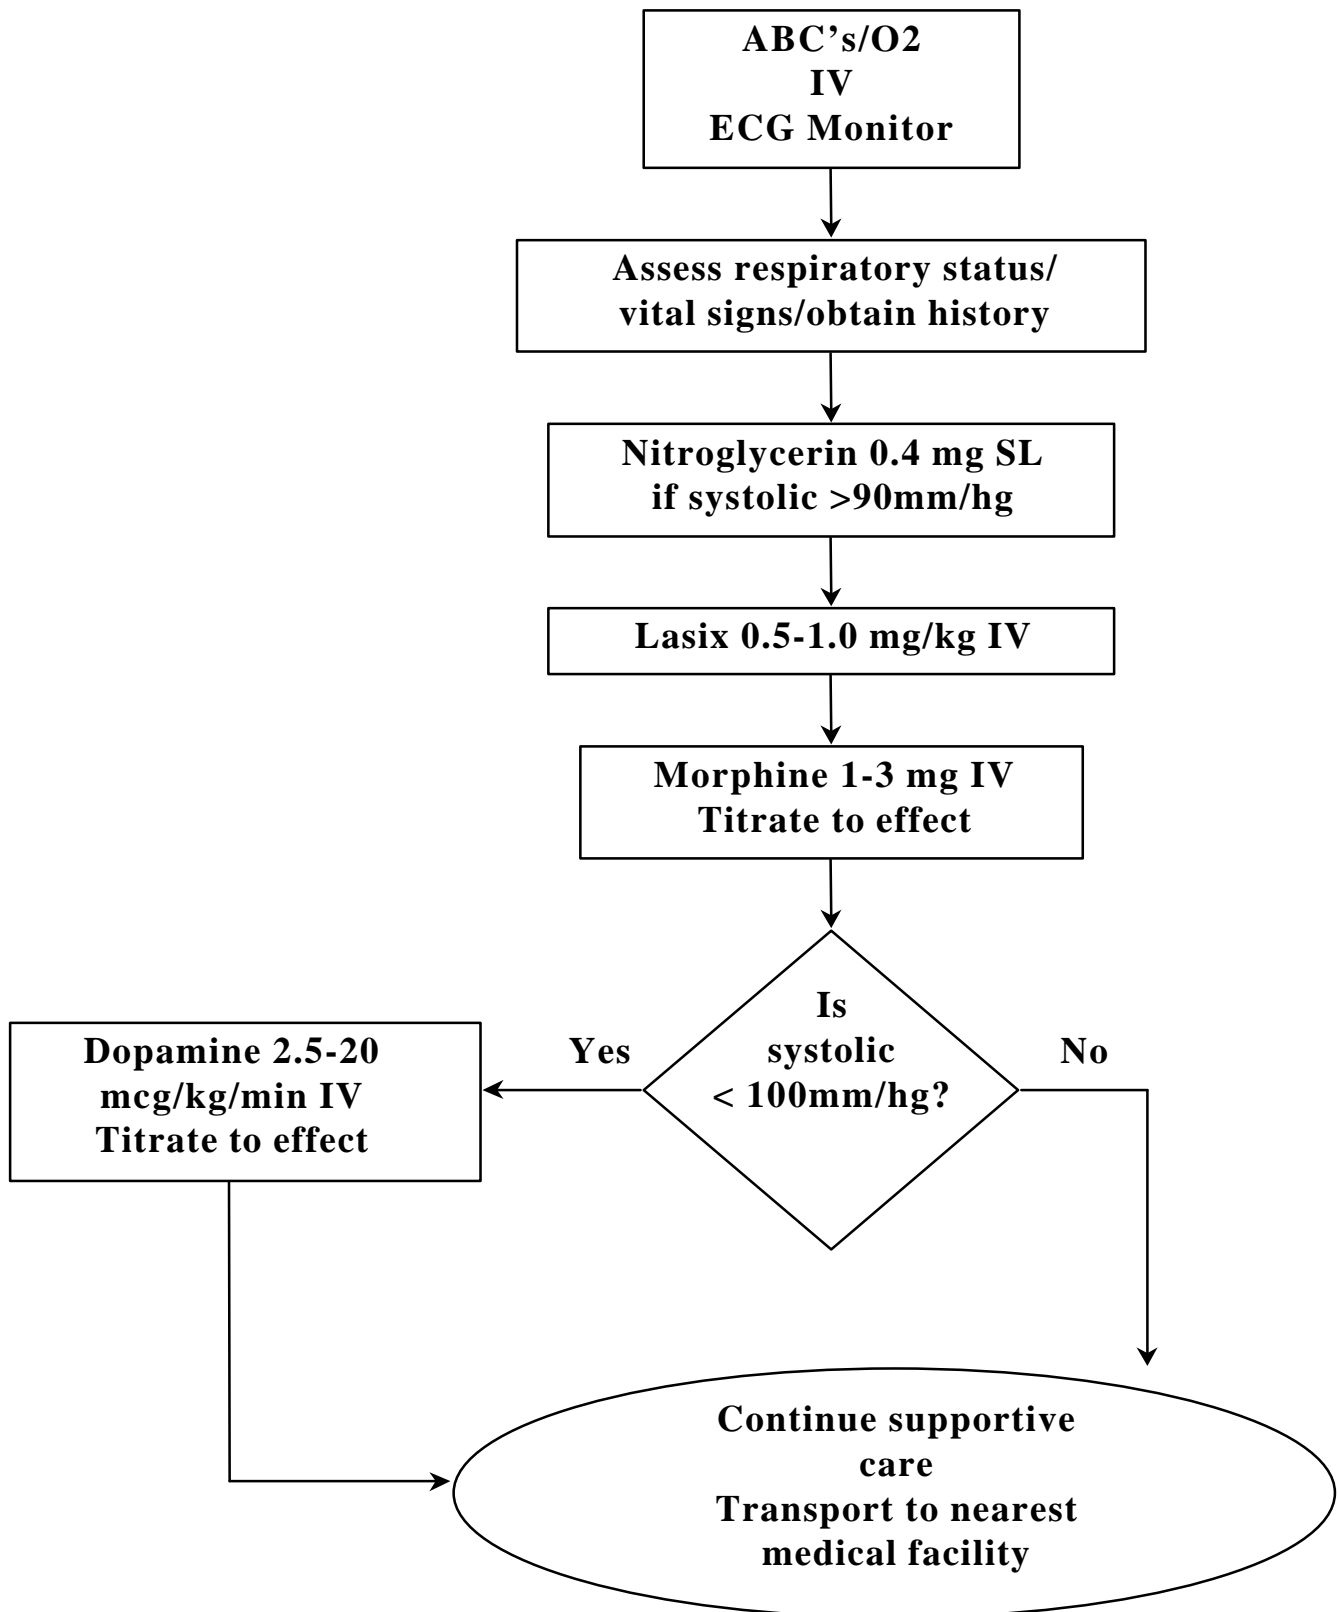 ABC’s/O2
IV
ECG Monitor
Assess respiratory status/
vital signs/obtain history
Nitroglycerin 0.4 mg SL
if systolic >90mm/hg
Lasix 0.5-1.0 mg/kg IV
Morphine 1-3 mg IV
Titrate to effect
Is
systolic
< 100mm/hg?
Yes
No
Dopamine 2.5-20
mcg/kg/min IV
Titrate to effect
Continue supportive
care
Transport to nearest
medical facility